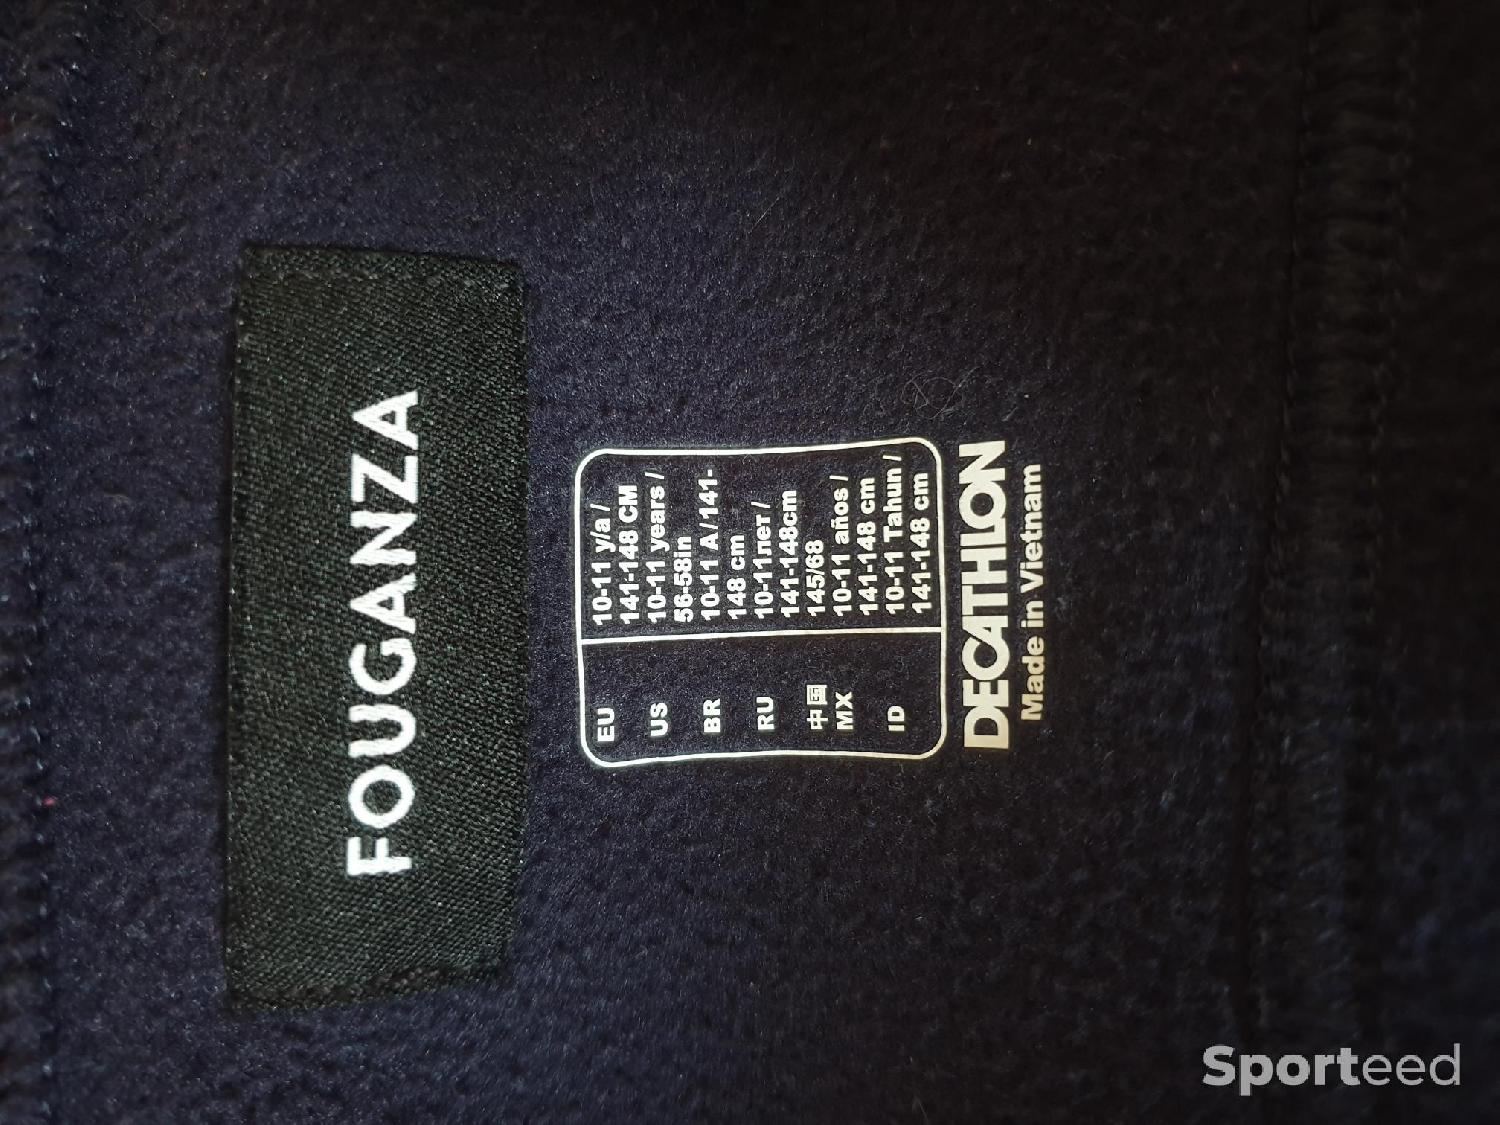 FOUGANZA
EU 10-11 y/a /
141-148 CM
US 10-11 years /
56-58in
BR 10-11 A /141-
148 cm
RU 10-11лет /
141-148cm
中国 145/68
MX 10-11 años /
141-148 cm
ID 10-11 Tahun /
141-148 cm
DECATHLON
Made in Vietnam
Sporteed